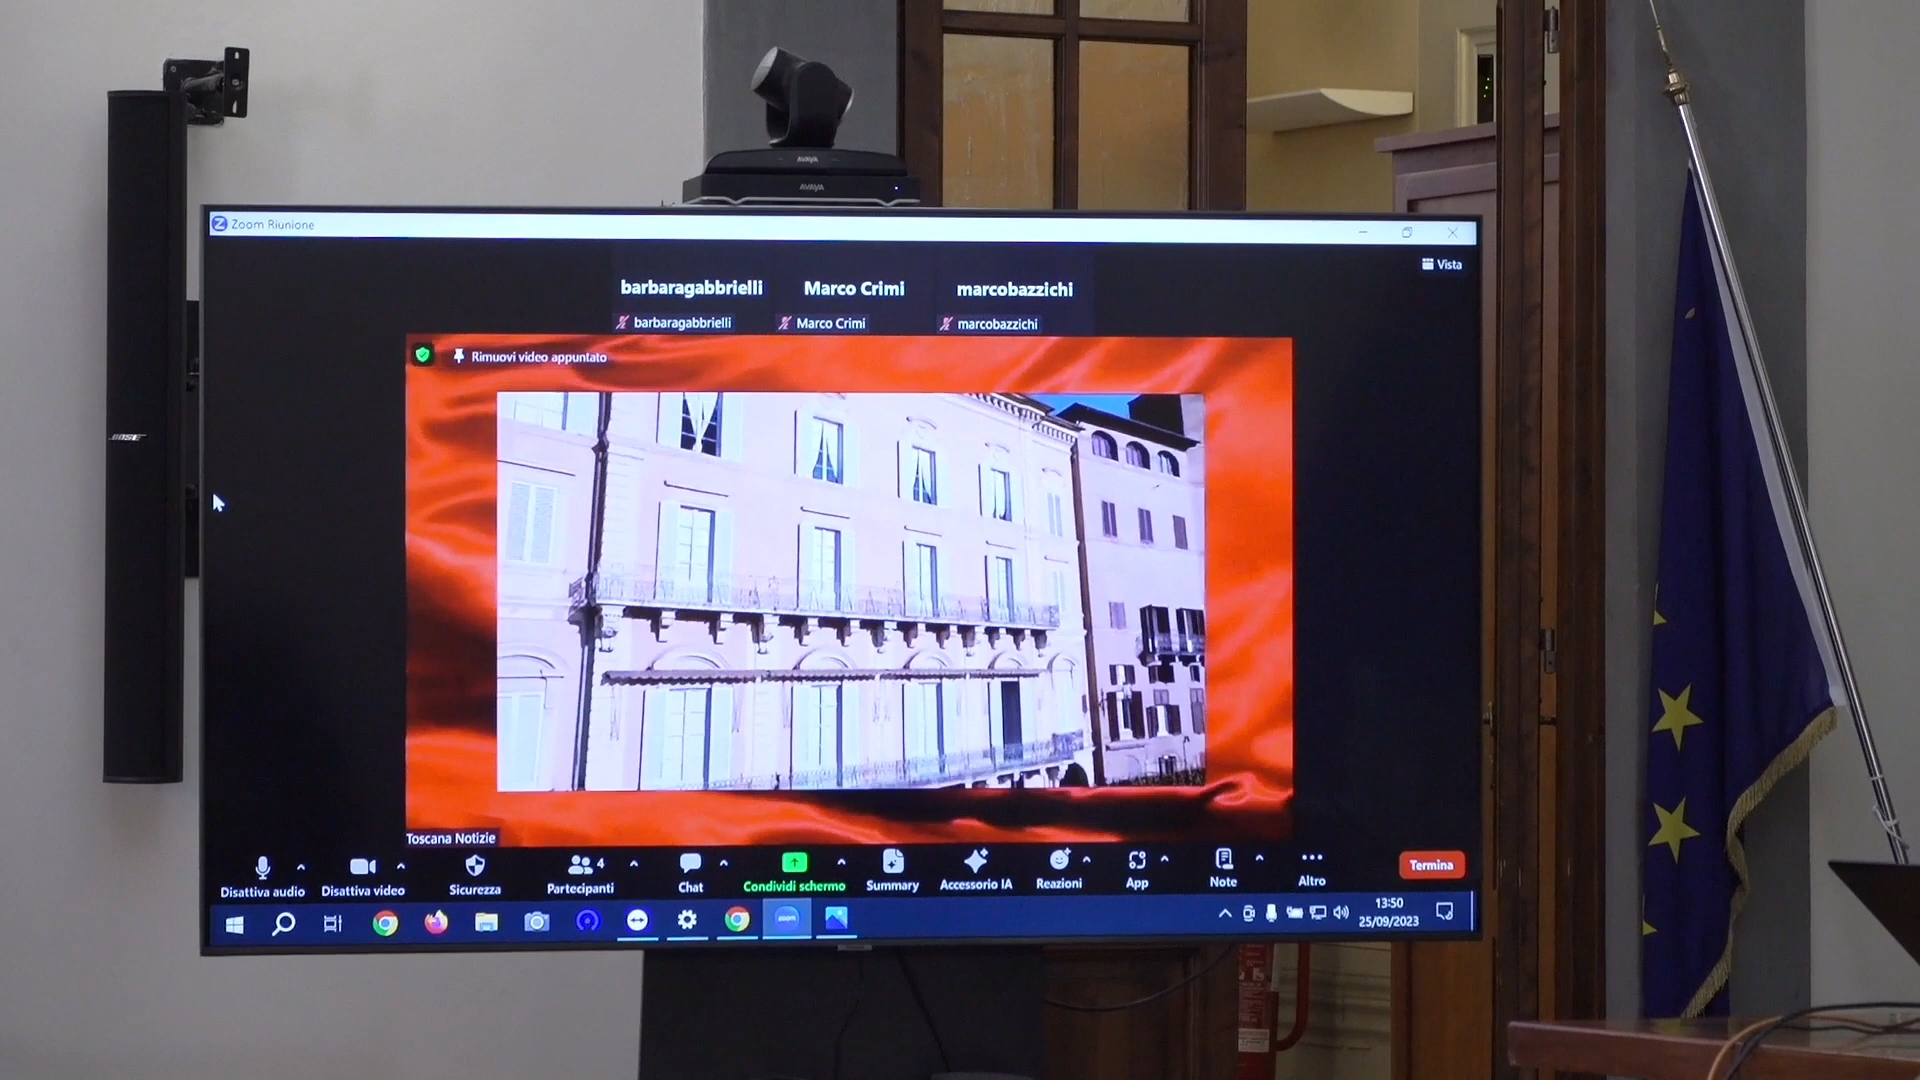 AVAYA
AVAYA
BOSE
Zoom Riunione
Vista
barbaragabbrielli
Marco Crimi
marcobazzichi
barbaragabbrielli
Marco Crimi
marcobazzichi
Rimuovi video appuntato
Toscana Notizie
Disattiva audio
Disattiva video
Sicurezza
4
Partecipanti
Chat
Condividi schermo
Summary
Accessorio IA
Reazioni
App
Note
Altro
Termina
zoom
13:50
25/09/2023